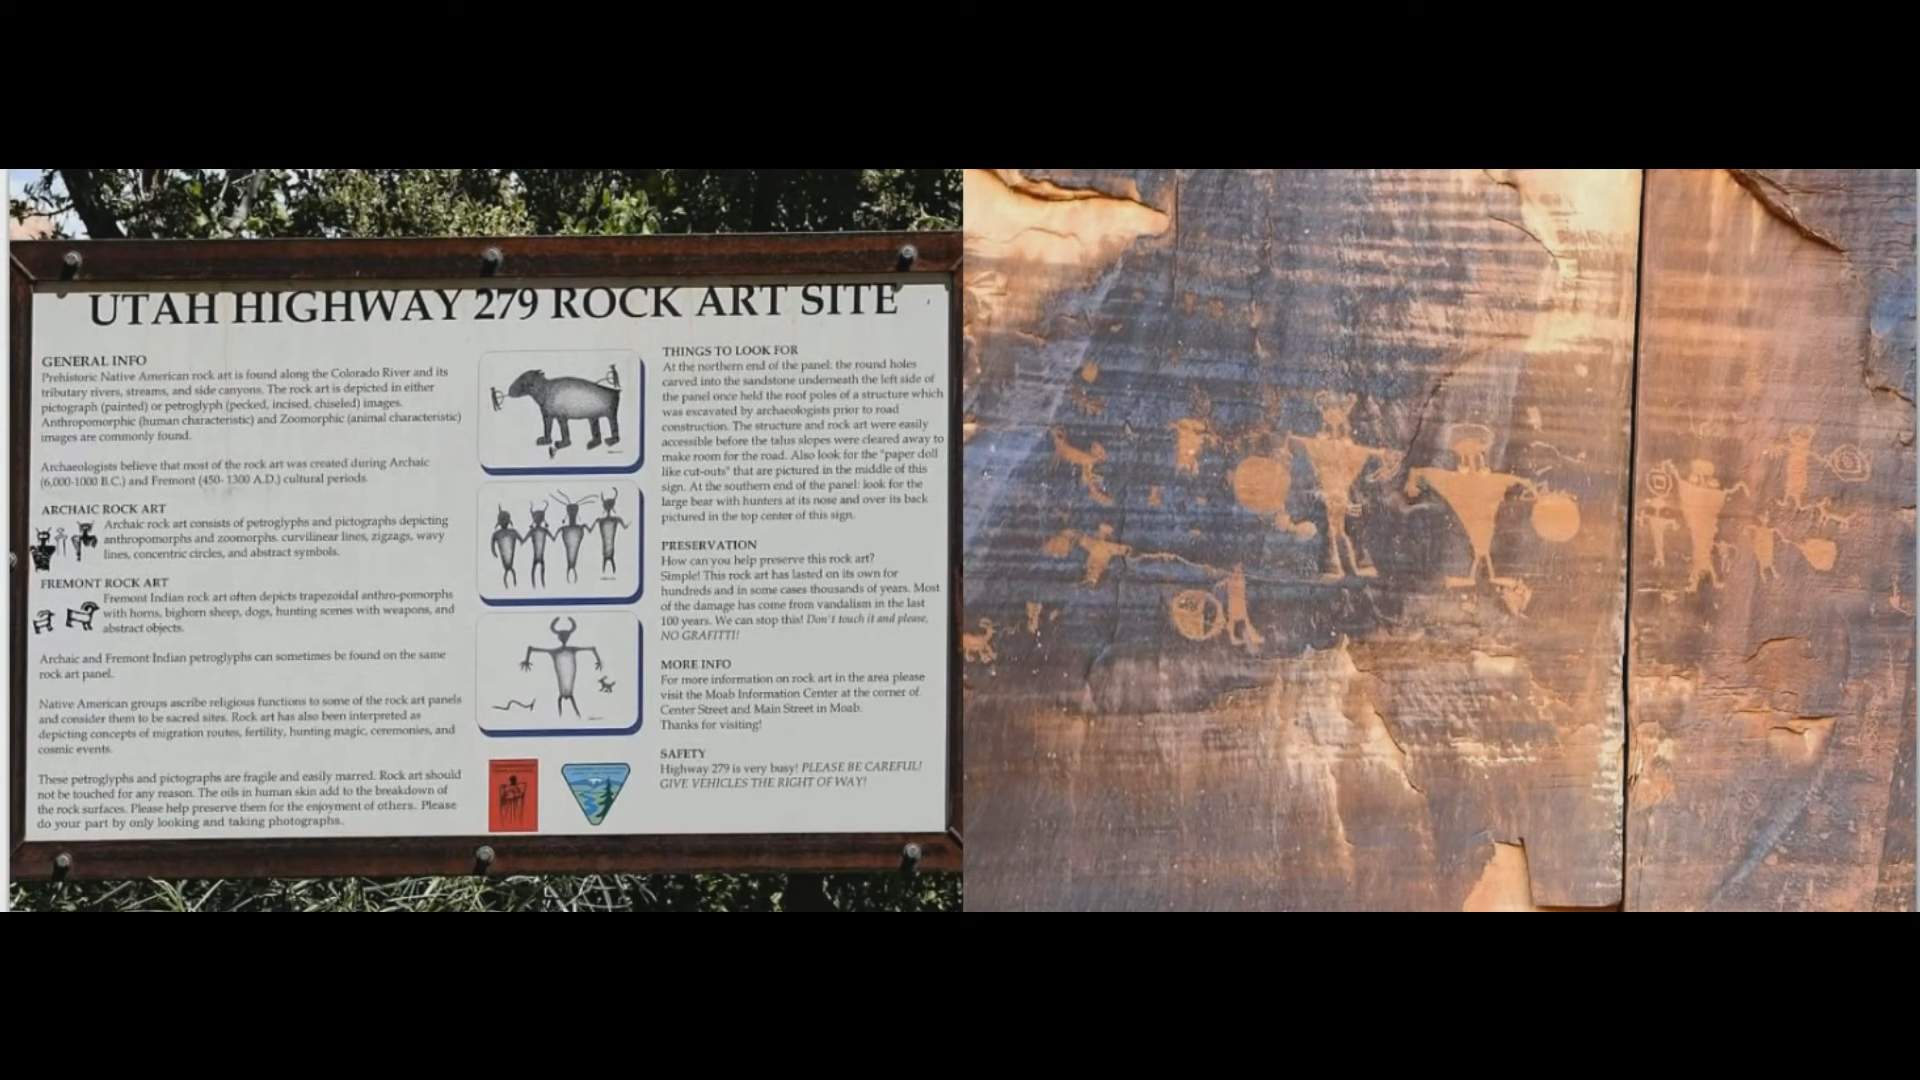 UTAH HIGHWAY 279 ROCK ART SITE
GENERAL INFO
Prehistoric Native American rock art is found along the Colorado River and its
tributary rivers, streams, and side canyons. The rock art is depicted in either
pictograph (painted) or petroglyph (pecked, incised, chiseled) images.
Anthropomorphic (human characteristic) and Zoomorphic (animal characteristic)
images are commonly found.
Archaeologists believe that most of the rock art was created during Archaic
(6,000-1000 B.C.) and Fremont (450- 1300 A.D.) cultural periods.
ARCHAIC ROCK ART
Archaic rock art consists of petroglyphs and pictographs depicting
anthropomorphs and zoomorphs. curvilinear lines, zigzags, wavy
lines, concentric circles, and abstract symbols.
FREMONT ROCK ART
Fremont Indian rock art often depicts trapezoidal anthro-pomorphs
with horns, bighorn sheep, dogs, hunting scenes with weapons, and
abstract objects.
Archaic and Fremont Indian petroglyphs can sometimes be found on the same
rock art panel.
Native American groups ascribe religious functions to some of the rock art panels
and consider them to be sacred sites. Rock art has also been interpreted as
depicting concepts of migration routes, fertility, hunting magic, ceremonies, and
cosmic events.
These petroglyphs and pictographs are fragile and easily marred. Rock art should
not be touched for any reason. The oils in human skin add to the breakdown of
the rock surfaces. Please help preserve them for the enjoyment of others. Please
do your part by only looking and taking photographs.
THINGS TO LOOK FOR
At the northern end of the panel: the round holes
carved into the sandstone underneath the left side of
the panel once held the roof poles of a structure which
was excavated by archaeologists prior to road
construction. The structure and rock art were easily
accessible before the talus slopes were cleared away to
make room for the road. Also look for the "paper doll
like cut-outs" that are pictured in the middle of this
sign. At the southern end of the panel: look for the
large bear with hunters at its nose and over its back
pictured in the top center of this sign.
PRESERVATION
How can you help preserve this rock art?
Simple! This rock art has lasted on its own for
hundreds and in some cases thousands of years. Most
of the damage has come from vandalism in the last
100 years. We can stop this! Don't touch it and please,
NO GRAFITTI!
MORE INFO
For more information on rock art in the area please
visit the Moab Information Center at the corner of
Center Street and Main Street in Moab.
Thanks for visiting!
SAFETY
Highway 279 is very busy! PLEASE BE CAREFUL!
GIVE VEHICLES THE RIGHT OF WAY!